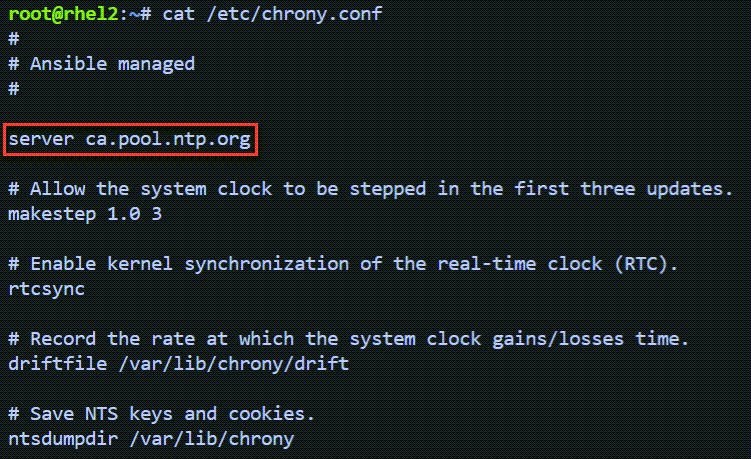 root@rhel2:~# cat /etc/chrony.conf
#
# Ansible managed
#
server ca.pool.ntp.org
# Allow the system clock to be stepped in the first three updates.
makestep 1.0 3
# Enable kernel synchronization of the real-time clock (RTC).
rtcsync
# Record the rate at which the system clock gains/losses time.
driftfile /var/lib/chrony/drift
# Save NTS keys and cookies.
ntsdumpdir /var/lib/chrony